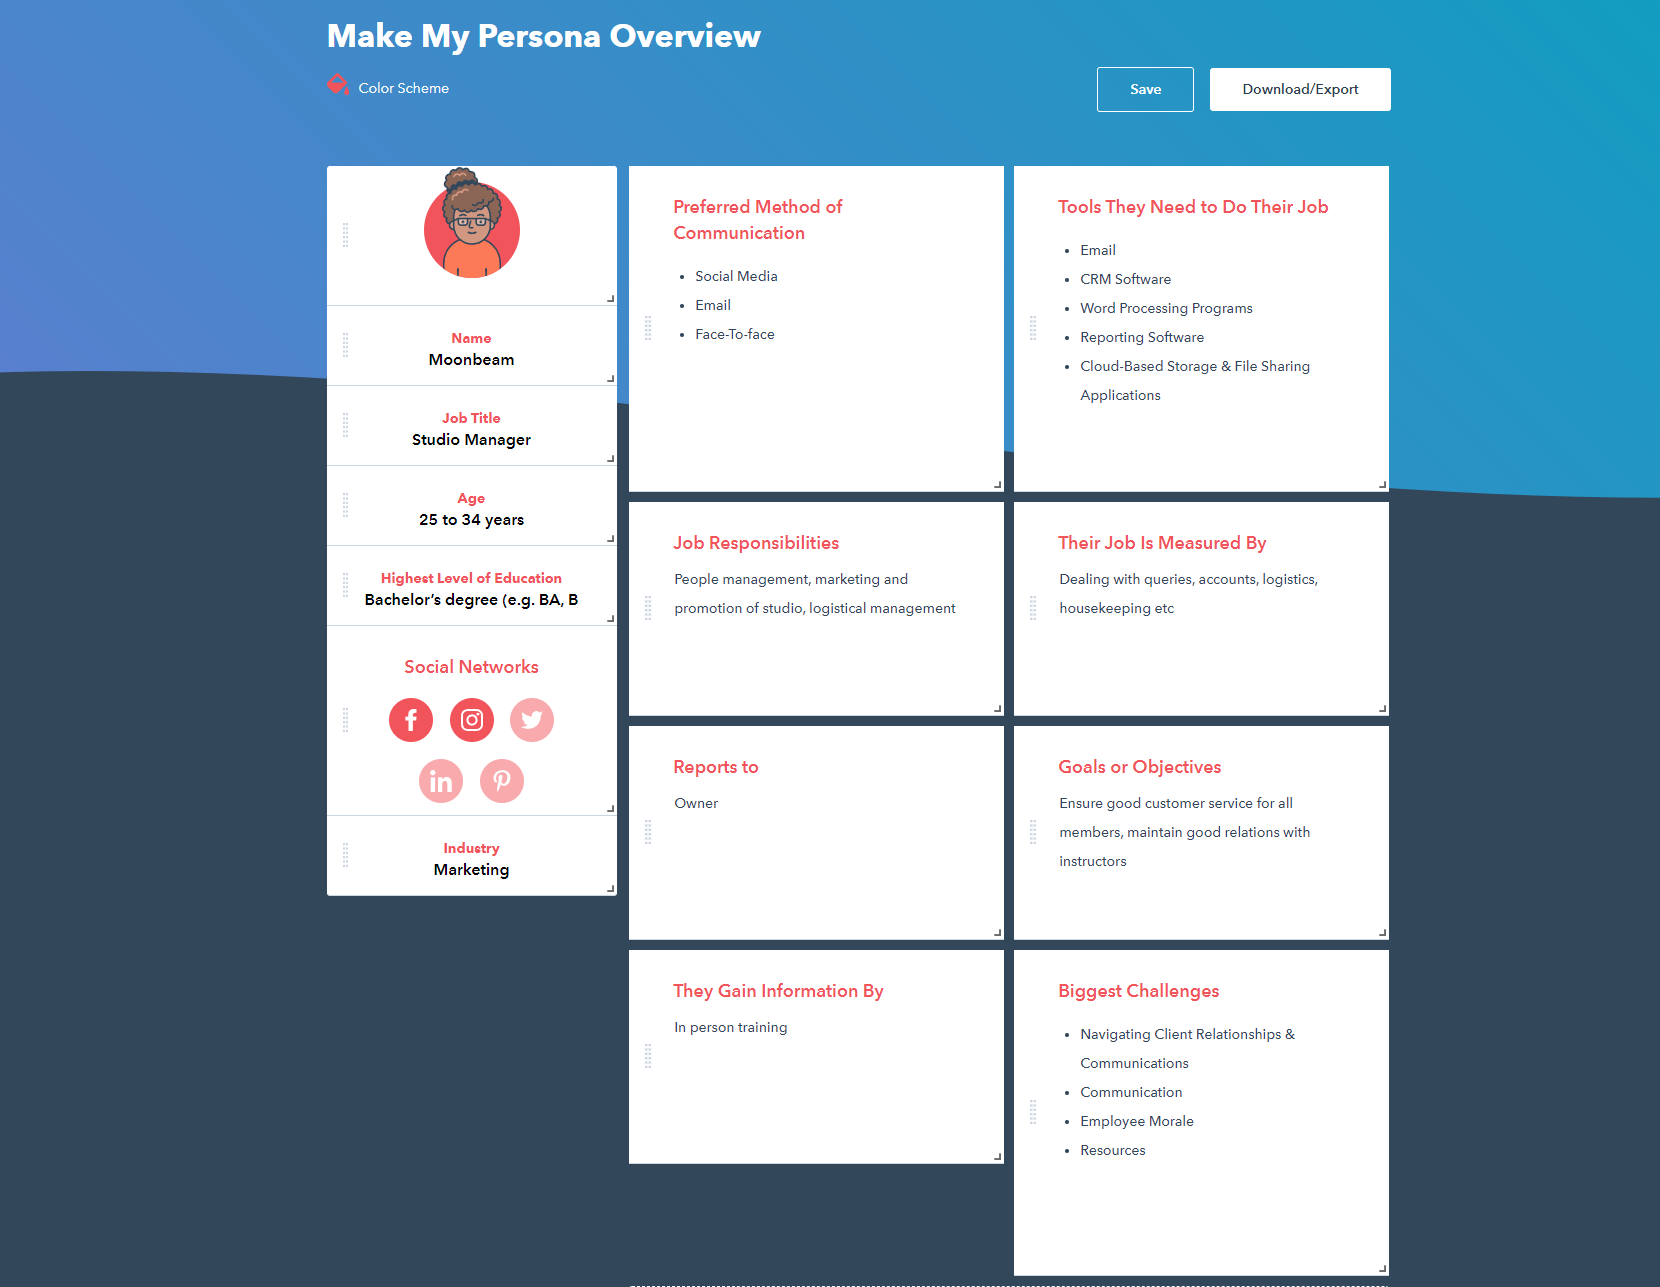 Make My Persona Overview
Color Scheme
Save
Download/Export
Name
Moonbeam
Job Title
Studio Manager
Age
25 to 34 years
Highest Level of Education
Bachelor’s degree (e.g. BA, B
Social Networks
f
in
Industry
Marketing
Preferred Method of
Communication
• Social Media
• Email
• Face-To-face
Tools They Need to Do Their Job
• Email
• CRM Software
• Word Processing Programs
• Reporting Software
• Cloud-Based Storage & File Sharing
Applications
Job Responsibilities
People management, marketing and
promotion of studio, logistical management
Their Job Is Measured By
Dealing with queries, accounts, logistics,
housekeeping etc
Reports to
Owner
Goals or Objectives
Ensure good customer service for all
members, maintain good relations with
instructors
They Gain Information By
In person training
Biggest Challenges
• Navigating Client Relationships &
Communications
• Communication
• Employee Morale
• Resources